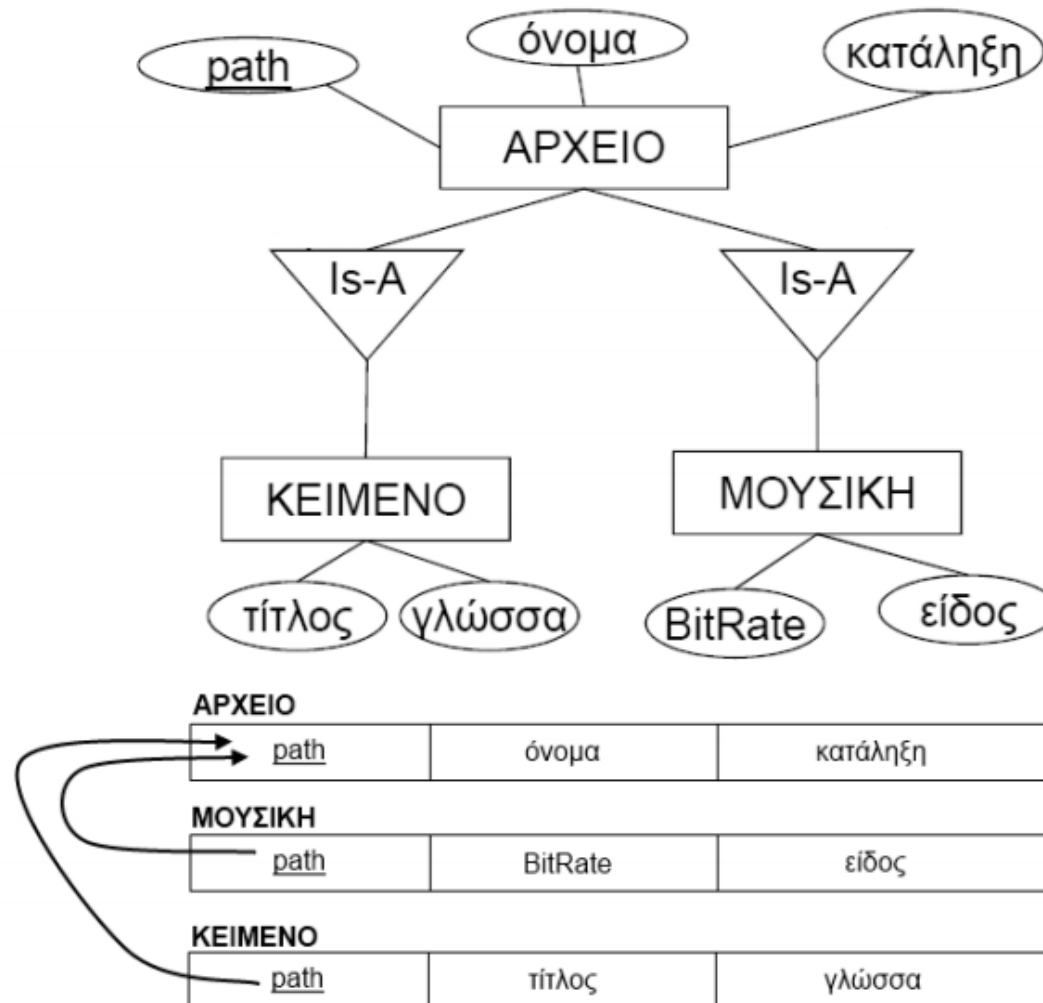 path
όνομα
κατάληξη
ΑΡΧΕΙΟ
Is-A
Is-A
ΚΕΙΜΕΝΟ
ΜΟΥΣΙΚΗ
τίτλος
γλώσσα
BitRate
είδος
ΑΡΧΕΙΟ
path όνομα κατάληξη
ΜΟΥΣΙΚΗ
path BitRate είδος
ΚΕΙΜΕΝΟ
path τίτλος γλώσσα